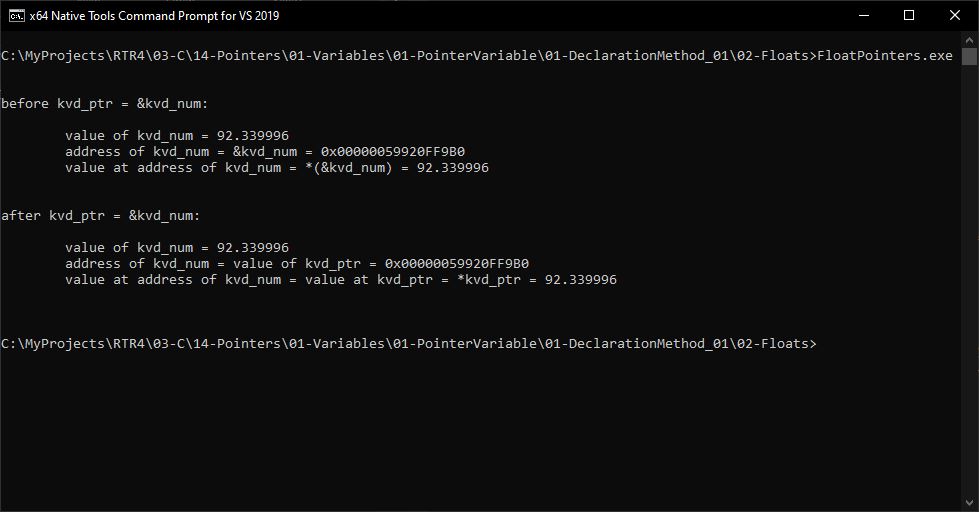 x64 Native Tools Command Prompt for VS 2019
C:\MyProjects\RTR4\03-C\14-Pointers\01-Variables\01-PointerVariable\01-DeclarationMethod_01\02-Floats>FloatPointers.exe
before kvd_ptr = &kvd_num:
value of kvd_num = 92.339996
address of kvd_num = &kvd_num = 0x00000059920FF9B0
value at address of kvd_num = *(&kvd_num) = 92.339996
after kvd_ptr = &kvd_num:
value of kvd_num = 92.339996
address of kvd_num = value of kvd_ptr = 0x00000059920FF9B0
value at address of kvd_num = value at kvd_ptr = *kvd_ptr = 92.339996
C:\MyProjects\RTR4\03-C\14-Pointers\01-Variables\01-PointerVariable\01-DeclarationMethod_01\02-Floats>